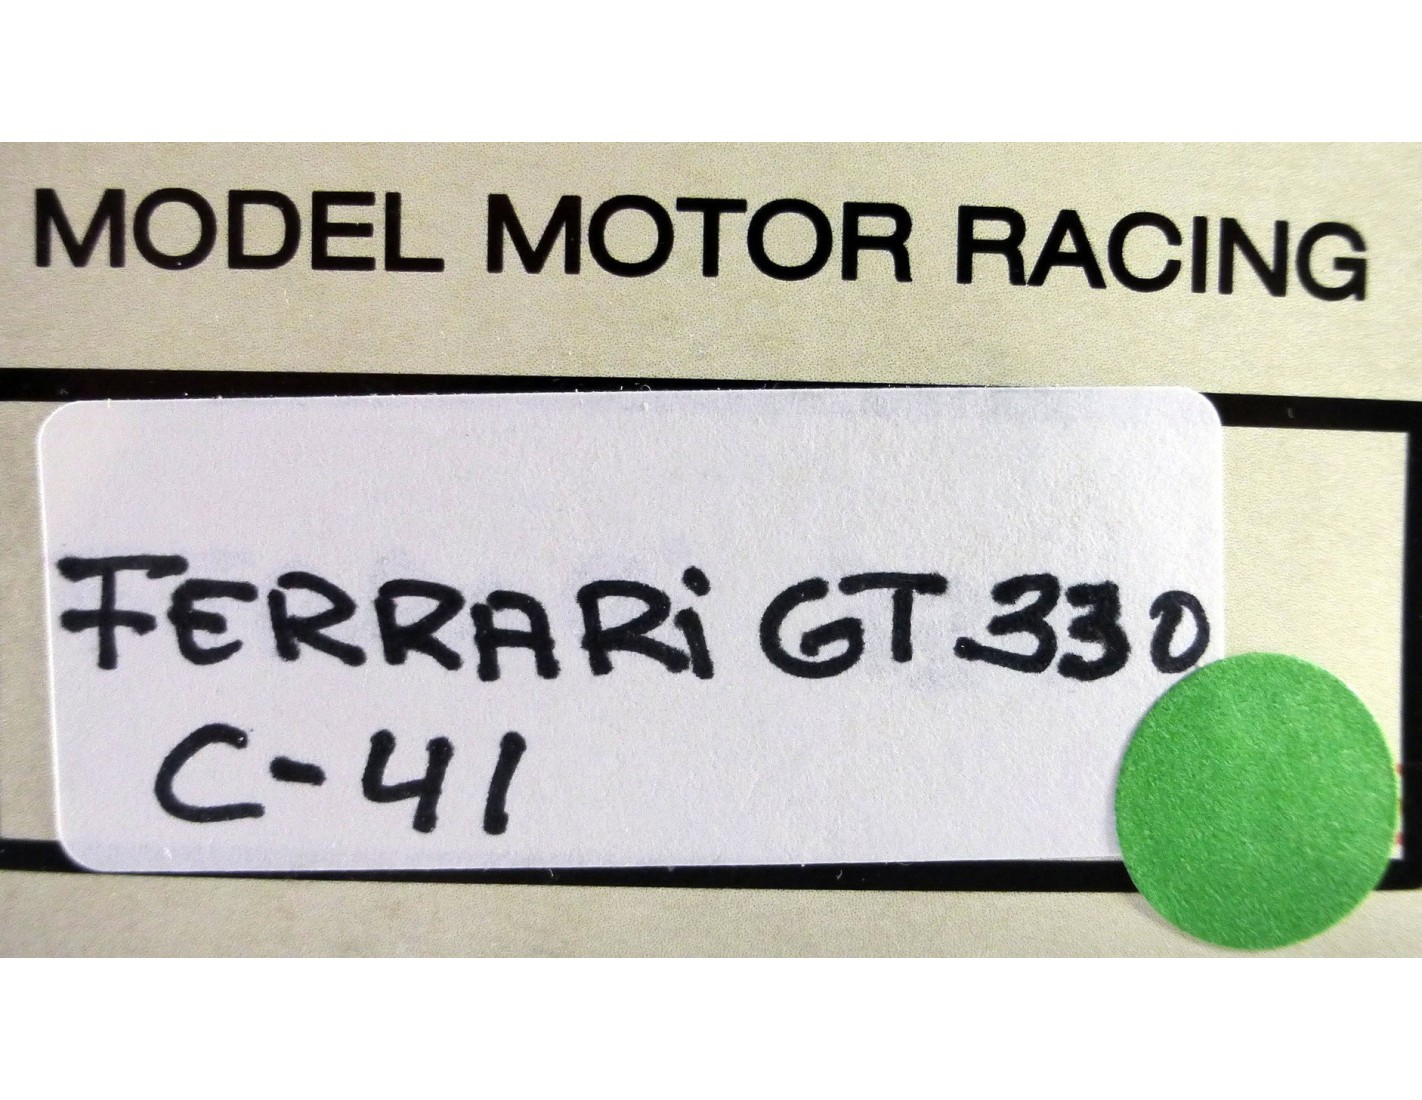 MODEL MOTOR RACING
FERRARi GT 330
C-41